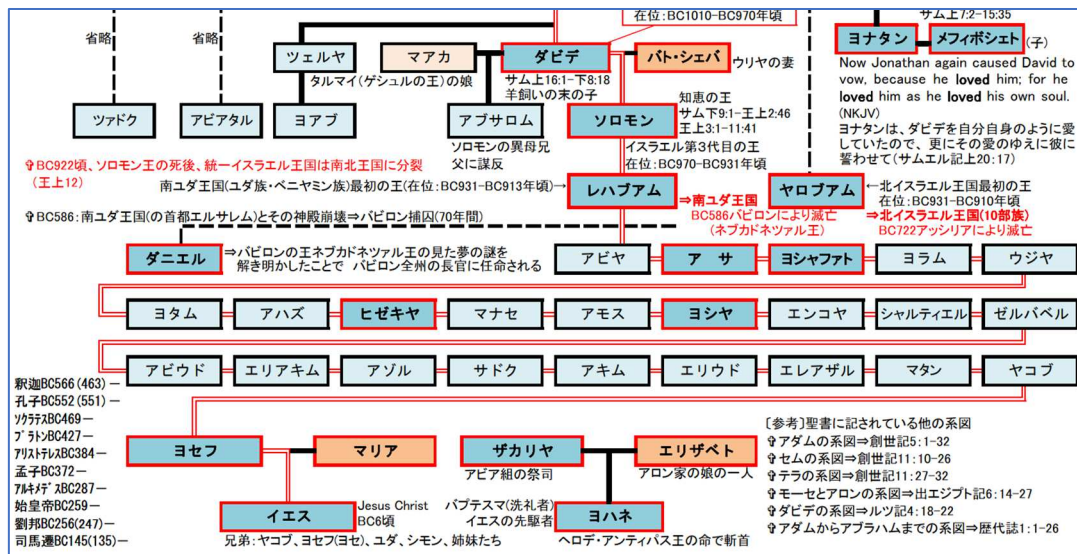 在位:BC1010-BC970年頃
サム上7:2-15:35
省略
省略
ツェルヤ
マアカ
ダビデ
バト・シェバ
ウリヤの妻
ヨナタン
メフィボシェト
(子)
タルマイ(ゲシュルの王)の娘
サム上16:1-下8:18
羊飼いの末の子
Now Jonathan again caused David to
vow, because he loved him; for he
loved him as he loved his own soul.
(NKJV)
ヨナタンは、ダビデを自分自身のように愛
していたので、更にその愛のゆえに彼に
誓わせて(サムエル記上20:17)
ツァドク
アビアタル
ヨアブ
アブサロム
ソロモン
知恵の王
サム下9:1-王上2:46
王上3:1-11:41
ソロモンの異母兄
父に謀反
イスラエル第3代目の王
在位:BC970-BC931年頃
✞BC922頃、ソロモン王の死後、統一イスラエル王国は南北王国に分裂
(王上12)
南ユダ王国(ユダ族・ベニヤミン族)最初の王(在位:BC931-BC913年頃)→
レハブアム
⇒南ユダ王国
BC586バビロンにより滅亡
(ネブカドネツァル王)
ヤロブアム
←北イスラエル王国最初の王
在位:BC931-BC910年頃
⇒北イスラエル王国(10部族)
BC722アッシリアにより滅亡
✞BC586:南ユダ王国(の首都エルサレム)とその神殿崩壊⇒バビロン捕囚(70年間)
ダニエル
⇒バビロンの王ネブカドネツァル王の見た夢の謎を
解き明かしたことで バビロン全州の長官に任命される
アビヤ
アサ
ヨシャファト
ヨラム
ウジヤ
ヨタム
アハズ
ヒゼキヤ
マナセ
アモス
ヨシヤ
エンコヤ
シャルティエル
ゼルバベル
アビウド
エリアキム
アゾル
サドク
アキム
エリウド
エレアザル
マタン
ヤコブ
釈迦BC566(463)ー
孔子BC552(551)ー
ソクラテスBC469ー
プラトンBC427ー
アリストテレスBC384ー
孟子BC372ー
アルキメデスBC287ー
始皇帝BC259ー
劉邦BC256(247)ー
司馬遷BC145(135)ー
ヨセフ
マリア
ザカリヤ
エリザベト
アビア組の祭司
アロン家の娘の一人
イエス
Jesus Christ
BC6頃
バプテスマ(洗礼者)
イエスの先駆者
ヨハネ
兄弟:ヤコブ、ヨセフ(ヨセ)、ユダ、シモン、姉妹たち
ヘロデ・アンティパス王の命で斬首
〔参考〕聖書に記されている他の系図
✞アダムの系図⇒創世記5:1-32
✞セムの系図⇒創世記11:10-26
✞テラの系図⇒創世記11:27-32
✞モーセとアロンの系図⇒出エジプト記6:14-27
✞ダビデの系図⇒ルツ記4:18-22
✞アダムからアブラハムまでの系図⇒歴代誌1:1-26